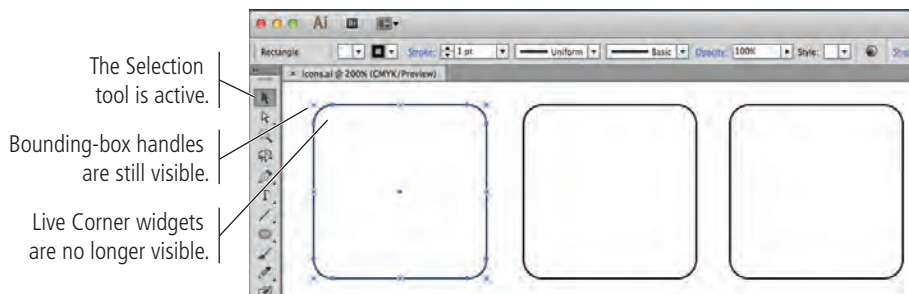 Ai Br
Rectangle Stroke: 1 pt Uniform Basic Opacity: 100% Style:
× Icons.ai @ 200% (CMYK/Preview)
The Selection
tool is active.
Bounding-box handles
are still visible.
Live Corner widgets
are no longer visible.